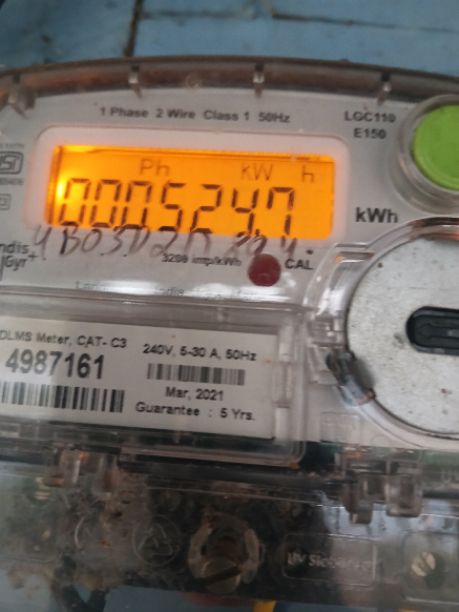 1 Phase 2 Wire Class 1 50Hz
LGC110
E150
Ph kW h
0005247
kWh
Gyr+
3200 imp/kWh
CAL
DLMS Meter, CAT- C3
4987161
240V, 5-30 A, 50Hz
Mar, 2021
Guarantee : 5 Yrs.